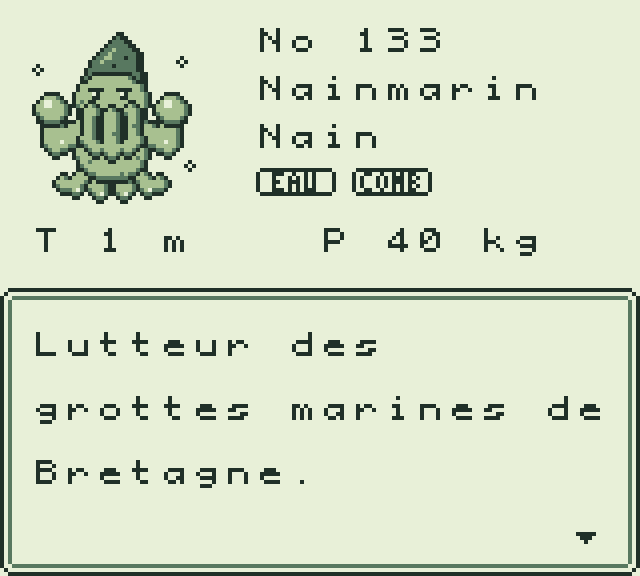 No 133
Nainmarin
Nain
EAU COMB
T 1 m P 40 kg
Lutteur des
grottes marines de
Bretagne.